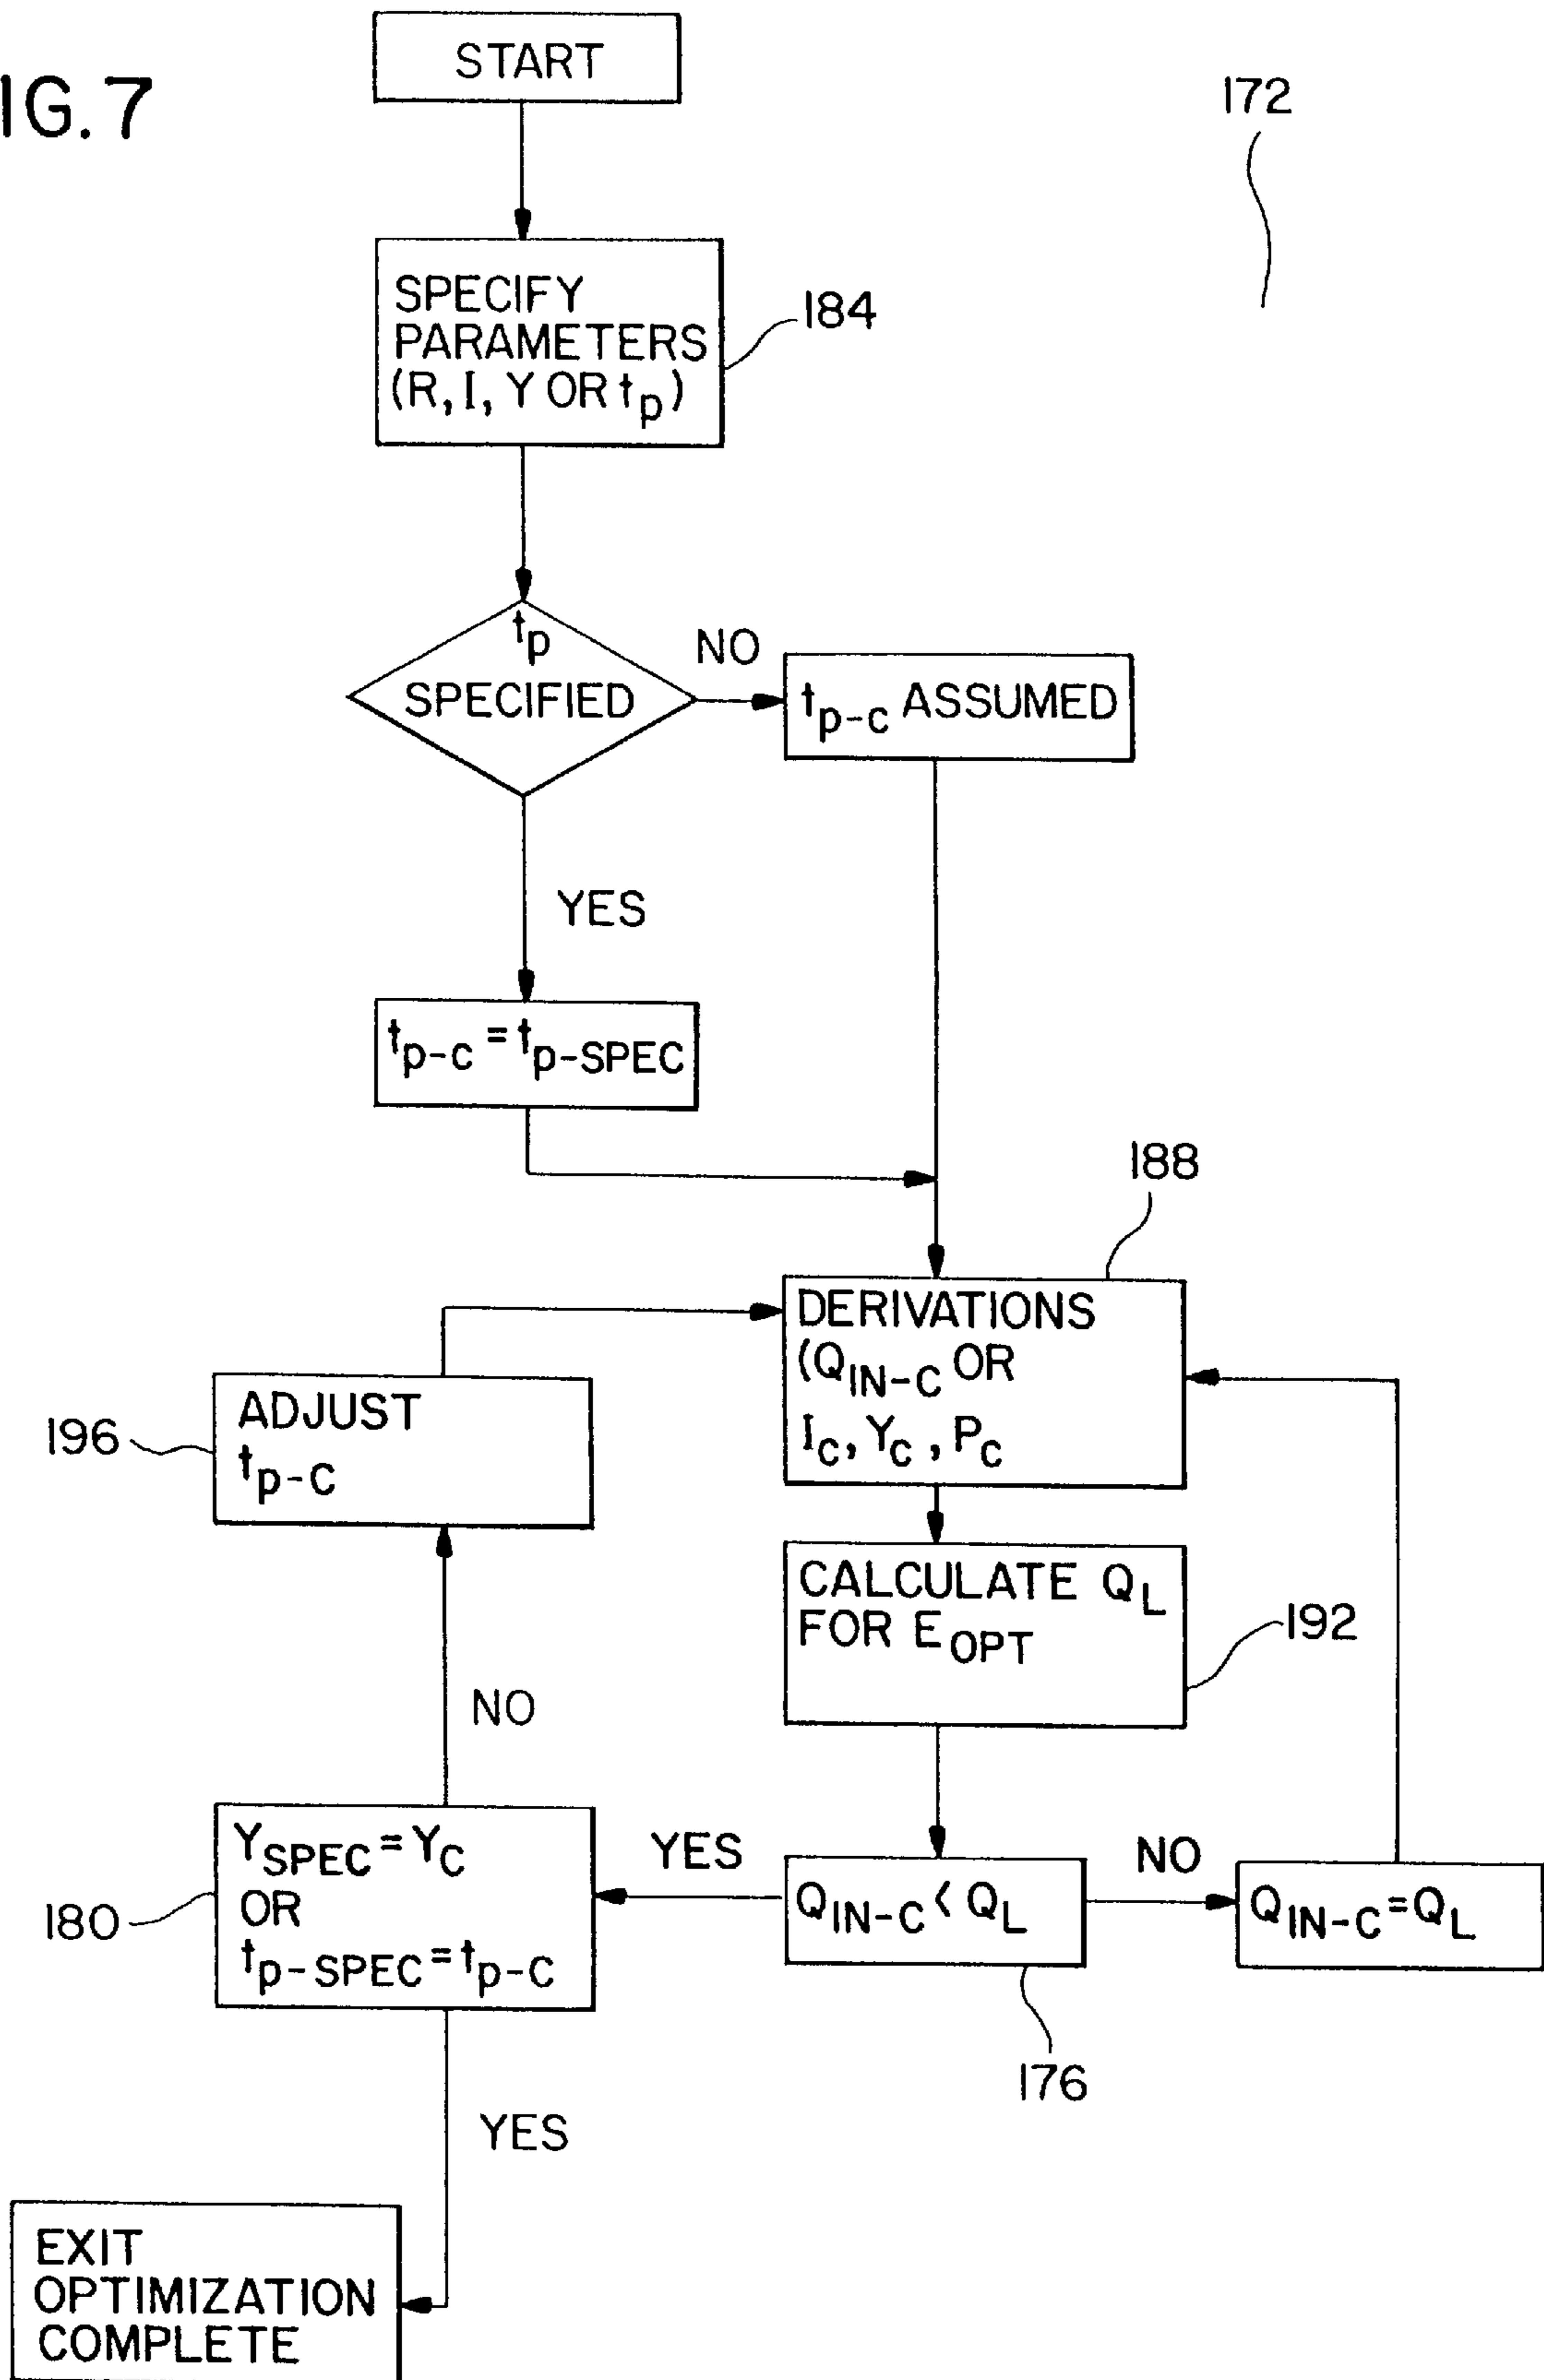 IG. 7
START
172
SPECIFY
PARAMETERS
(R, I, Y OR tp)
184
tp
SPECIFIED
NO
tp-c ASSUMED
YES
tp-c = tp-SPEC
188
DERIVATIONS
(QIN-C OR
IC, YC, PC
ADJUST
tp-C
196
CALCULATE QL
FOR EOPT
192
NO
YSPEC = YC
OR
tp-SPEC = tp-C
180
YES
QIN-C < QL
NO
QIN-C = QL
176
YES
EXIT
OPTIMIZATION
COMPLETE